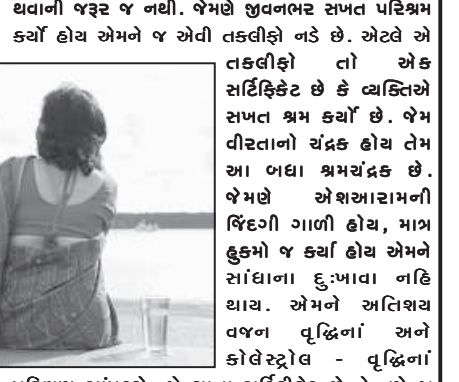 થવાની જરૂર જ નથી. જેમણે જીવનભર સખત પરિશ્રમ
કર્યો હોય એમને જ એવી તકલીફો નડે છે. એટલે એ
તકલીફો તો એક
સર્ટિફિકેટ છે કે વ્યક્તિએ
સખત શ્રમ કર્યો છે. જેમ
વીરતાનો ચંદ્રક હોય તેમ
આ બધા શ્રમચંદ્રક છે.
જેમણે એશઆરામની
જિંદગી ગાળી હોય, માત્ર
હુકમો જ કર્યા હોય એમને
સાંધાના દુઃખાવા નહિ
થાય. એમને અતિશય
વજન વૃદ્ધિનાં અને
કોલેસ્ટ્રોલ - વૃદ્ધિનાં